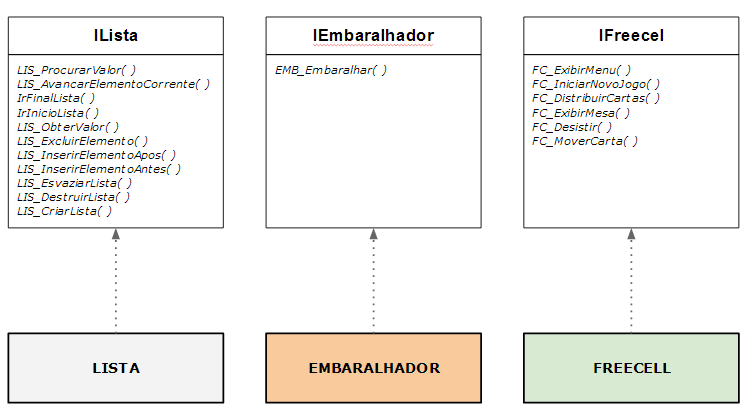 ILista
LIS_ProcurarValor( )
LIS_AvancarElementoCorrente( )
IrFinalLista( )
IrInicioLista( )
LIS_ObterValor( )
LIS_ExcluirElemento( )
LIS_InserirElementoApos( )
LIS_InserirElementoAntes( )
LIS_EsvaziarLista( )
LIS_DestruirLista( )
LIS_CriarLista( )
IEmbaralhador
EMB_Embaralhar( )
IFreecel
FC_ExibirMenu( )
FC_IniciarNovoJogo( )
FC_DistribuirCartas( )
FC_ExibirMesa( )
FC_Desistir( )
FC_MoverCarta( )
LISTA
EMBARALHADOR
FREECELL